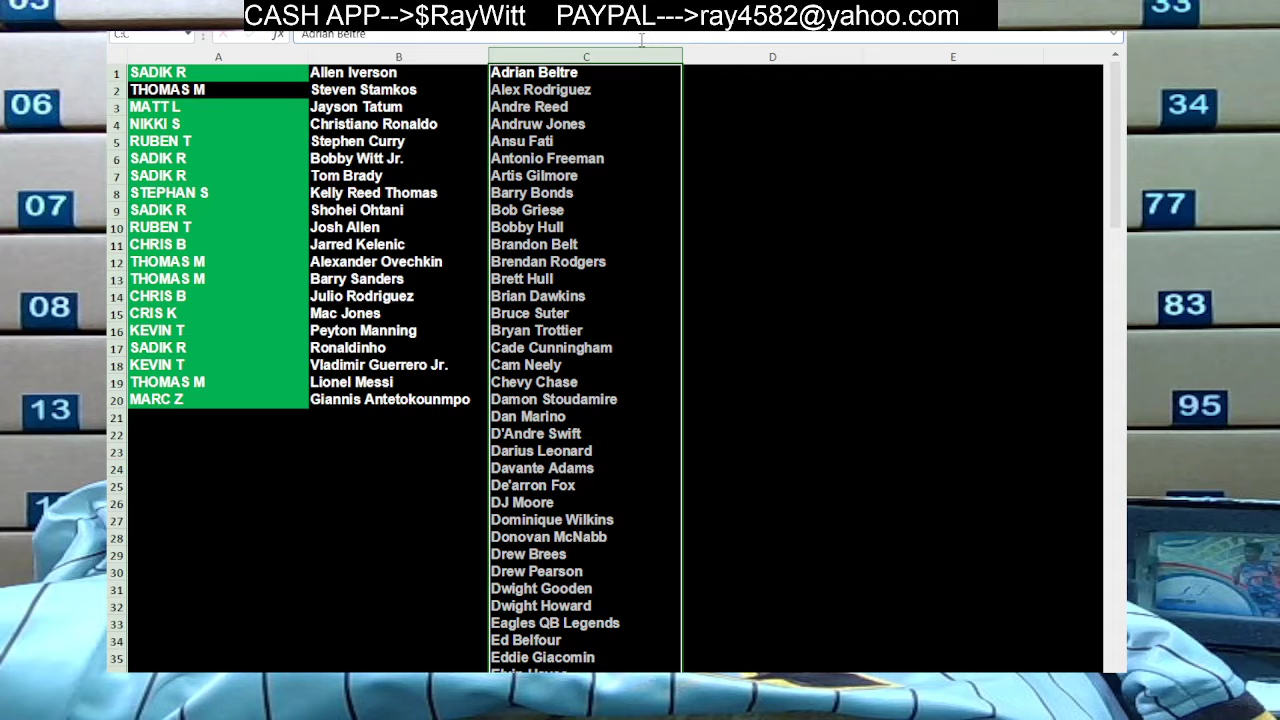 CASH APP-->$RayWitt PAYPAL--->ray4582@yahoo.com
C:C fx Adrian Beltre
A B C D E
1 SADIK R Allen Iverson Adrian Beltre
2 THOMAS M Steven Stamkos Alex Rodriguez
3 MATT L Jayson Tatum Andre Reed
4 NIKKI S Christiano Ronaldo Andruw Jones
5 RUBEN T Stephen Curry Ansu Fati
6 SADIK R Bobby Witt Jr. Antonio Freeman
7 SADIK R Tom Brady Artis Gilmore
8 STEPHAN S Kelly Reed Thomas Barry Bonds
9 SADIK R Shohei Ohtani Bob Griese
10 RUBEN T Josh Allen Bobby Hull
11 CHRIS B Jarred Kelenic Brandon Belt
12 THOMAS M Alexander Ovechkin Brendan Rodgers
13 THOMAS M Barry Sanders Brett Hull
14 CHRIS B Julio Rodriguez Brian Dawkins
15 CRIS K Mac Jones Bruce Suter
16 KEVIN T Peyton Manning Bryan Trottier
17 SADIK R Ronaldinho Cade Cunningham
18 KEVIN T Vladimir Guerrero Jr. Cam Neely
19 THOMAS M Lionel Messi Chevy Chase
20 MARC Z Giannis Antetokounmpo Damon Stoudamire
21 Dan Marino
22 D'Andre Swift
23 Darius Leonard
24 Davante Adams
25 De'arron Fox
26 DJ Moore
27 Dominique Wilkins
28 Donovan McNabb
29 Drew Brees
30 Drew Pearson
31 Dwight Gooden
32 Dwight Howard
33 Eagles QB Legends
34 Ed Belfour
35 Eddie Giacomin
06
07
08
13
33
34
77
83
95